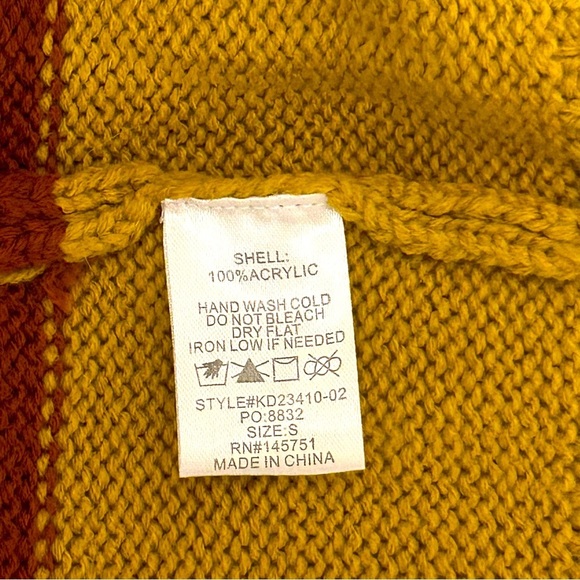 SHELL:
100%ACRYLIC
HAND WASH COLD
DO NOT BLEACH
DRY FLAT
IRON LOW IF NEEDED
STYLE#KD23410-02
PO:8832
SIZE:S
RN#145751
MADE IN CHINA